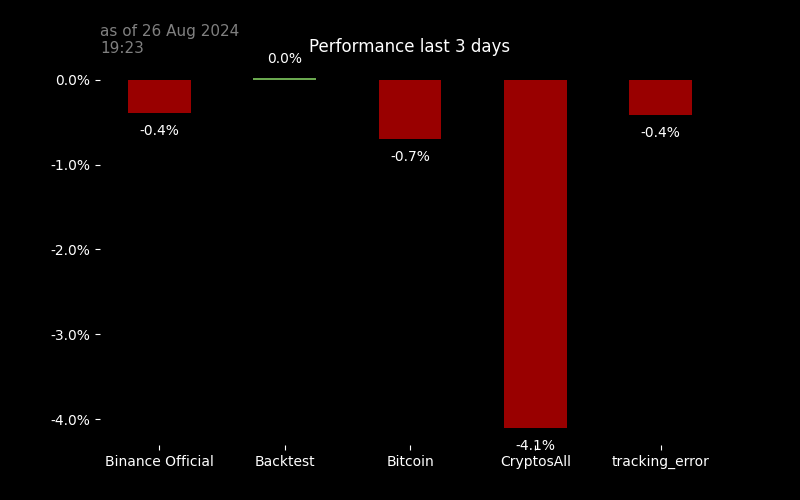 as of 26 Aug 2024
19:23
Performance last 3 days
0.0%
0.0%
-0.4%
-0.4%
-0.7%
-1.0%
-2.0%
-3.0%
-4.0%
-4.1%
Binance Official
Backtest
Bitcoin
CryptosAll
tracking_error